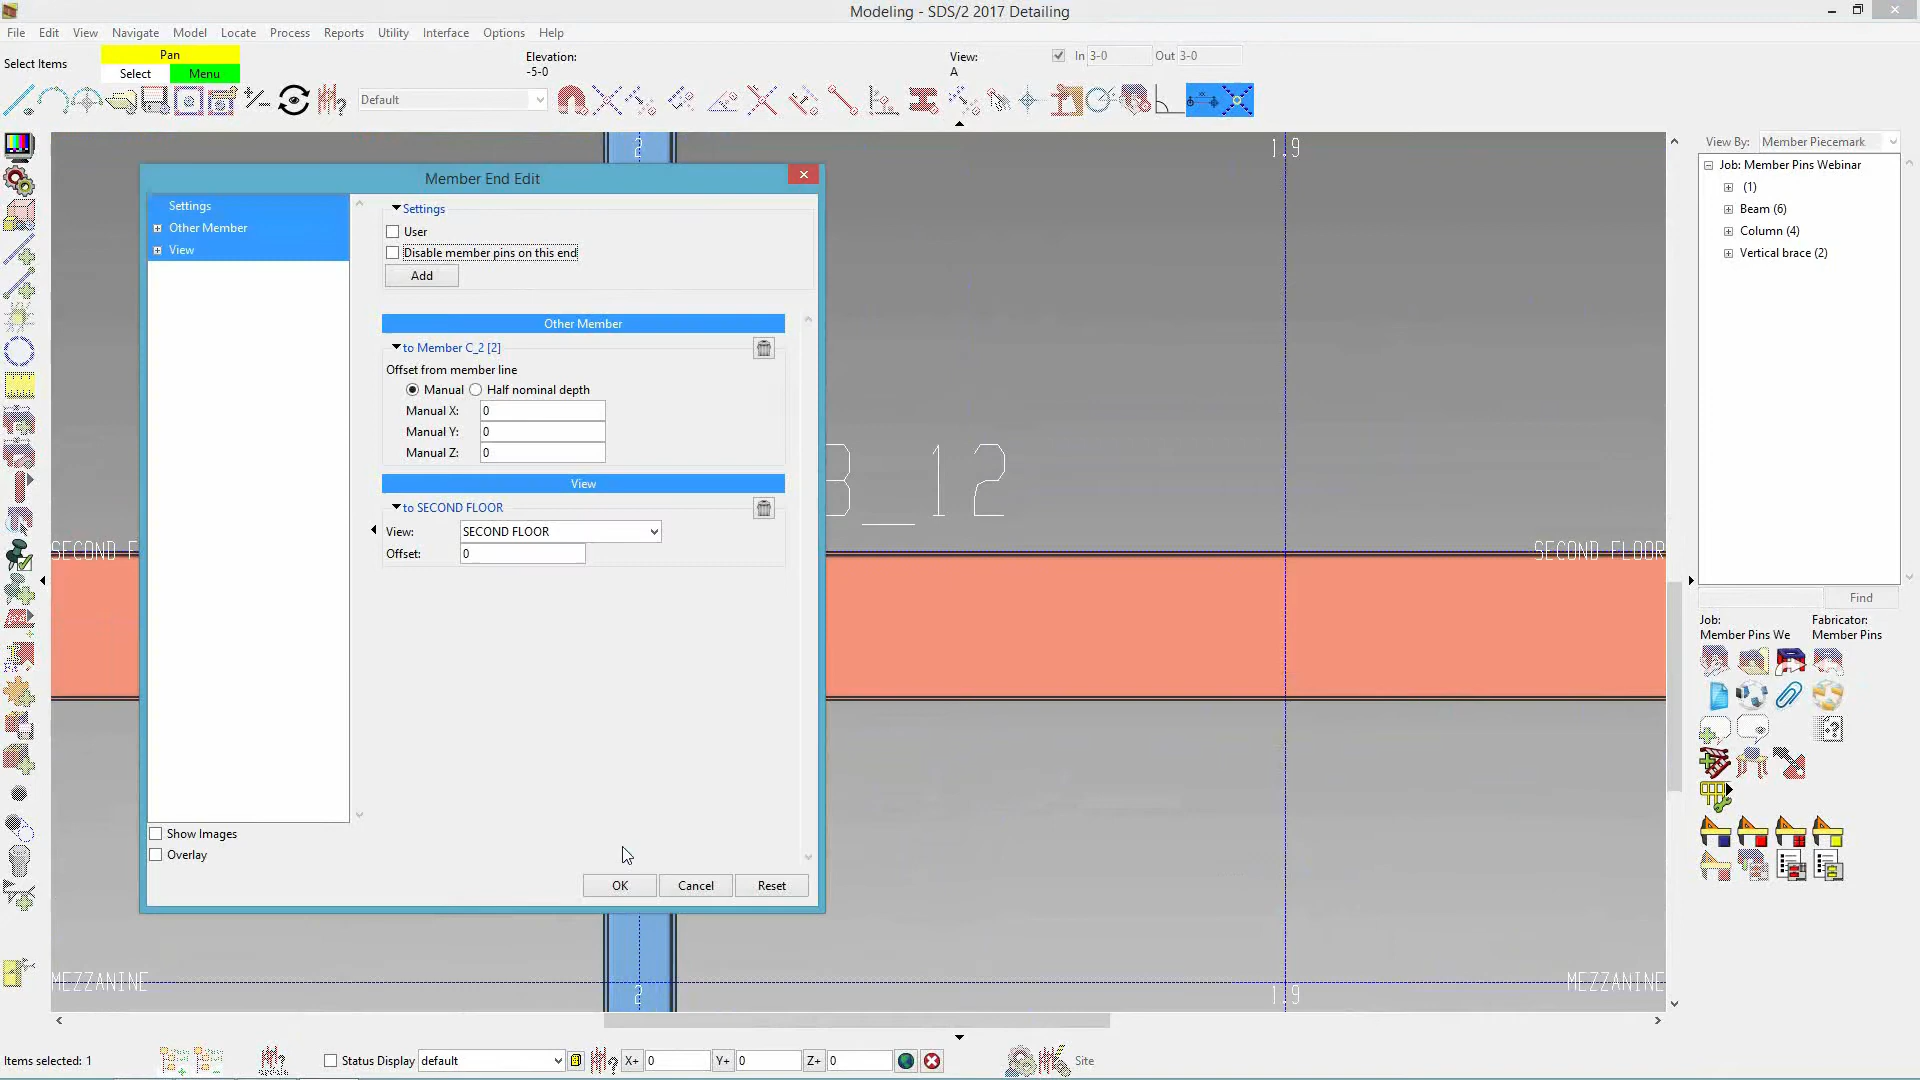 Modeling - SDS/2 2017 Detailing
File Edit View Navigate Model Locate Process Reports Utility Interface Options Help
Select Items
Pan
Select Menu
Elevation:
-5-0
View:
A
In 3-0 Out 3-0
Default
2
1.9
Member End Edit
Settings
Other Member
View
Settings
User
Disable member pins on this end
Add
Other Member
to Member C_2 [2]
Offset from member line
Manual Half nominal depth
Manual X: 0
Manual Y: 0
Manual Z: 0
View
to SECOND FLOOR
View: SECOND FLOOR
Offset: 0
Show Images
Overlay
OK Cancel Reset
B_12
SECOND F
SECOND FLOOR
MEZZANINE
MEZZANINE
2
1.9
View By: Member Piecemark
Job: Member Pins Webinar
(1)
Beam (6)
Column (4)
Vertical brace (2)
Find
Job: Fabricator:
Member Pins We Member Pins
Items selected: 1
Status Display default
X+ 0 Y+ 0 Z+ 0
Site